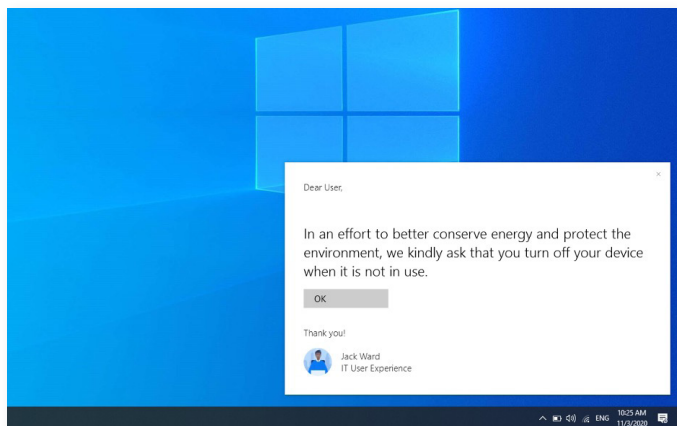 Dear User,
In an effort to better conserve energy and protect the
environment, we kindly ask that you turn off your device
when it is not in use.
OK
Thank you!
Jack Ward
IT User Experience
ENG
10:25 AM
11/3/2020